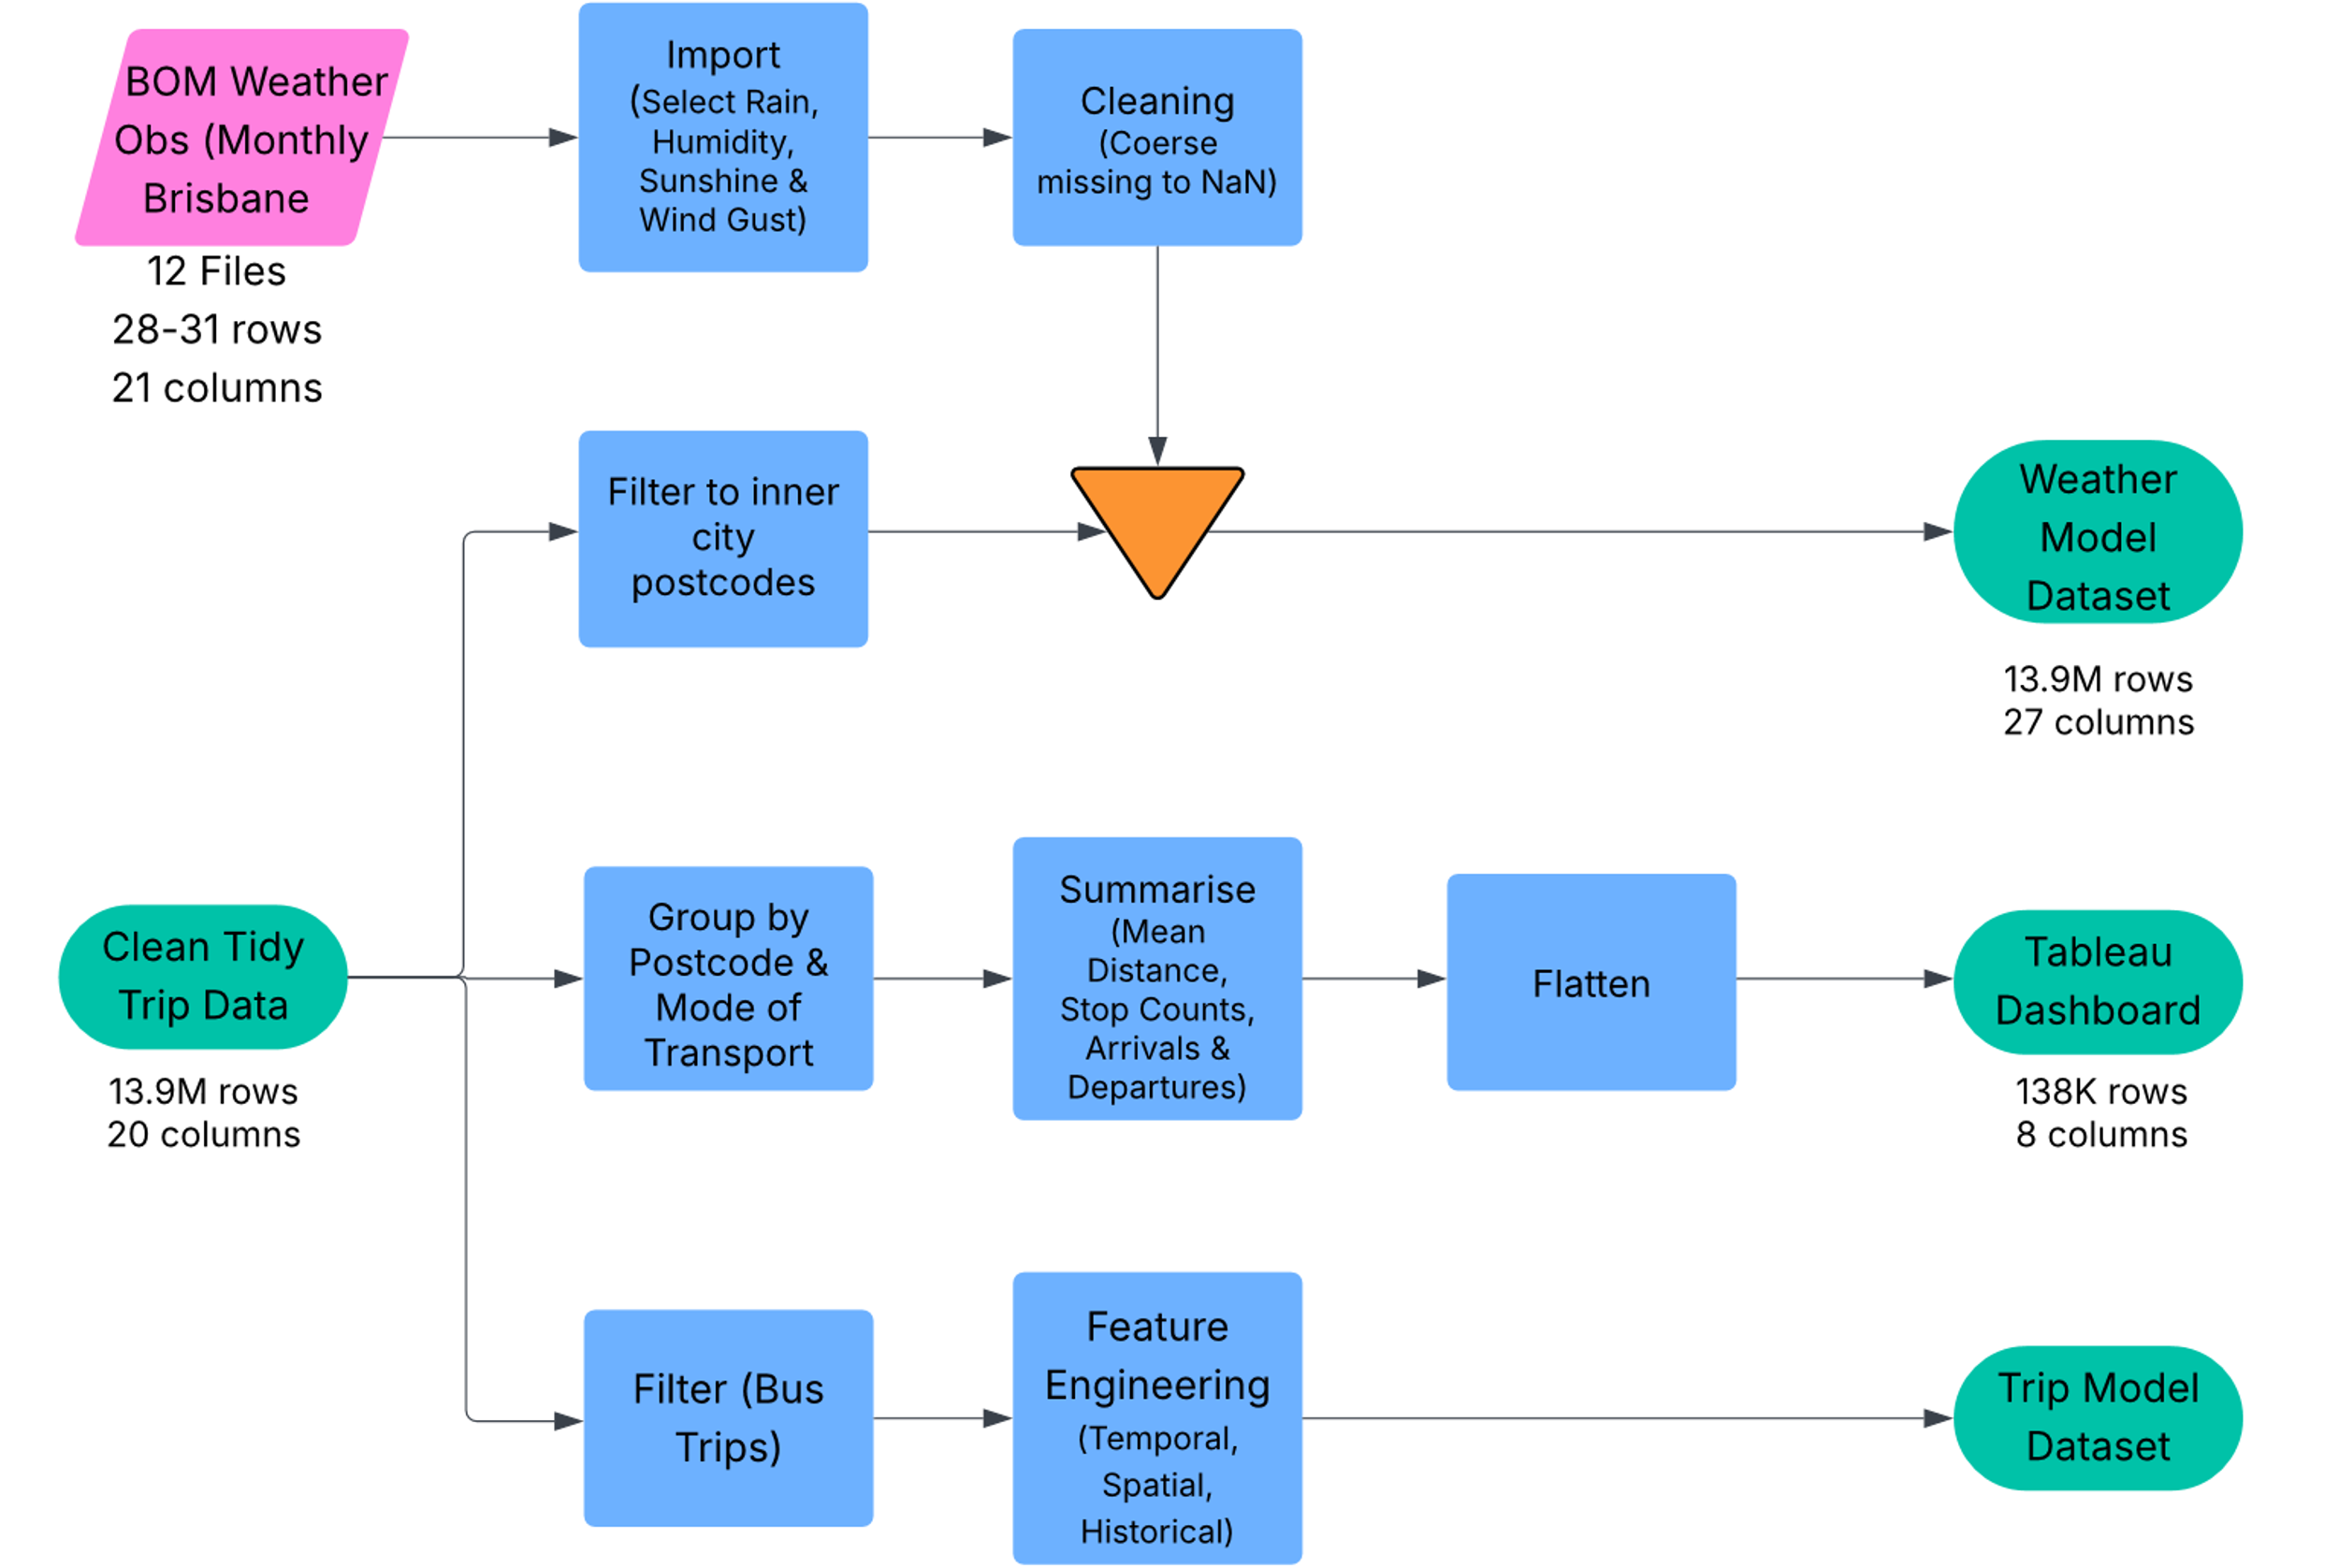 BOM Weather
Obs (Monthly
Brisbane
12 Files
28-31 rows
21 columns
Import
(Select Rain,
Humidity,
Sunshine &
Wind Gust)
Cleaning
(Coerse
missing to NaN)
Filter to inner
city
postcodes
Weather
Model
Dataset
13.9M rows
27 columns
Clean Tidy
Trip Data
13.9M rows
20 columns
Group by
Postcode &
Mode of
Transport
Summarise
(Mean
Distance,
Stop Counts,
Arrivals &
Departures)
Flatten
Tableau
Dashboard
138K rows
8 columns
Filter (Bus
Trips)
Feature
Engineering
(Temporal,
Spatial,
Historical)
Trip Model
Dataset